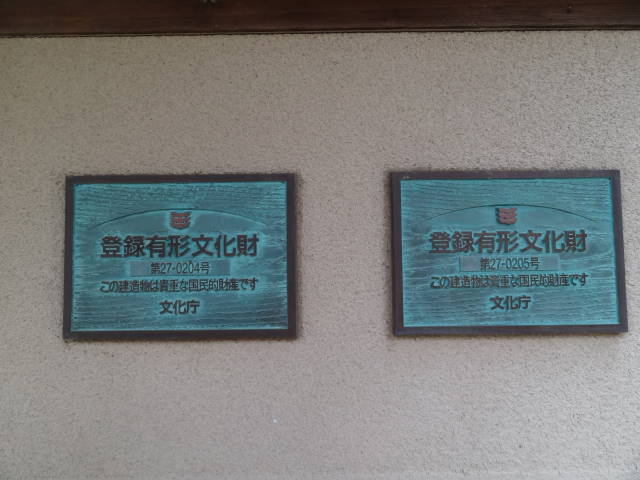 登録有形文化財
第27-0204号
この建造物は貴重な国民的財産です
文化庁
登録有形文化財
第27-0205号
この建造物は貴重な国民的財産です
文化庁